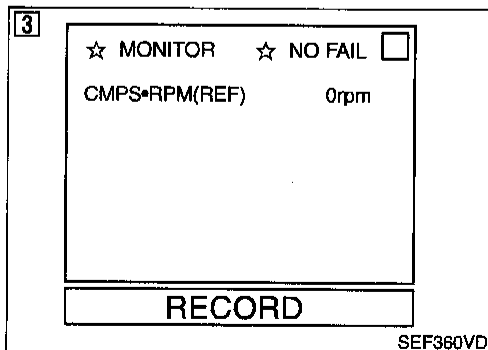 3
☆ MONITOR ☆ NO FAIL
CMPS•RPM(REF) 0rpm
RECORD
SEF360VD